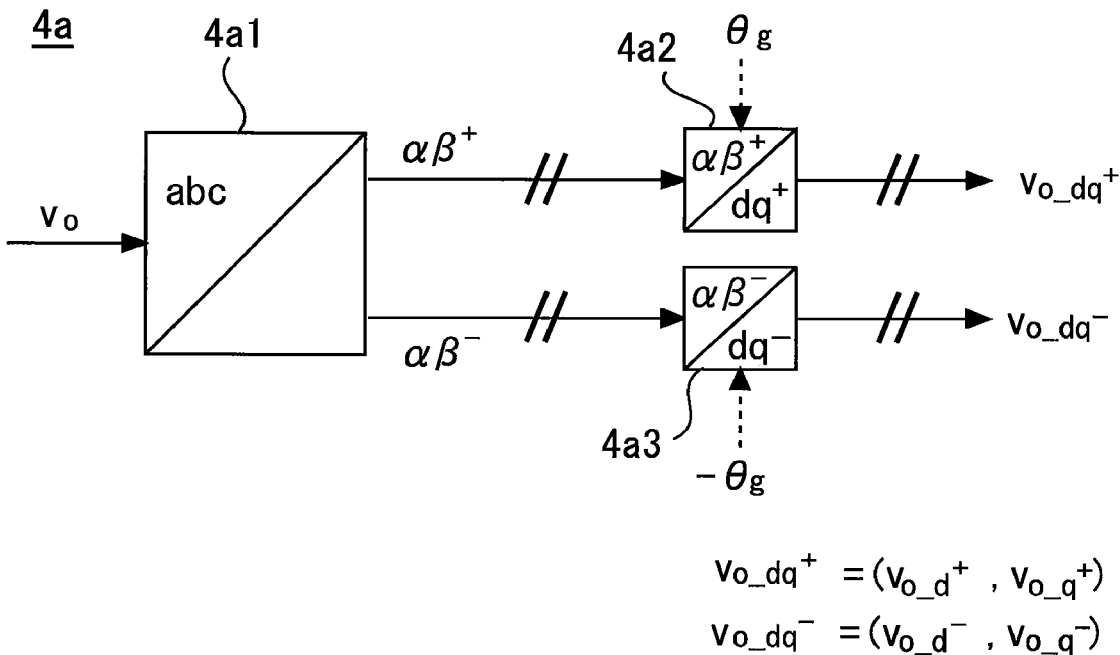 4a
4a1
4a2
θg
αβ⁺
αβ⁺
dq⁺
vo_dq⁺
abc
vo
αβ⁻
αβ⁻
dq⁻
vo_dq⁻
4a3
-θg
vo_dq⁺ = (vo_d⁺ , vo_q⁺)
vo_dq⁻ = (vo_d⁻ , vo_q⁻)